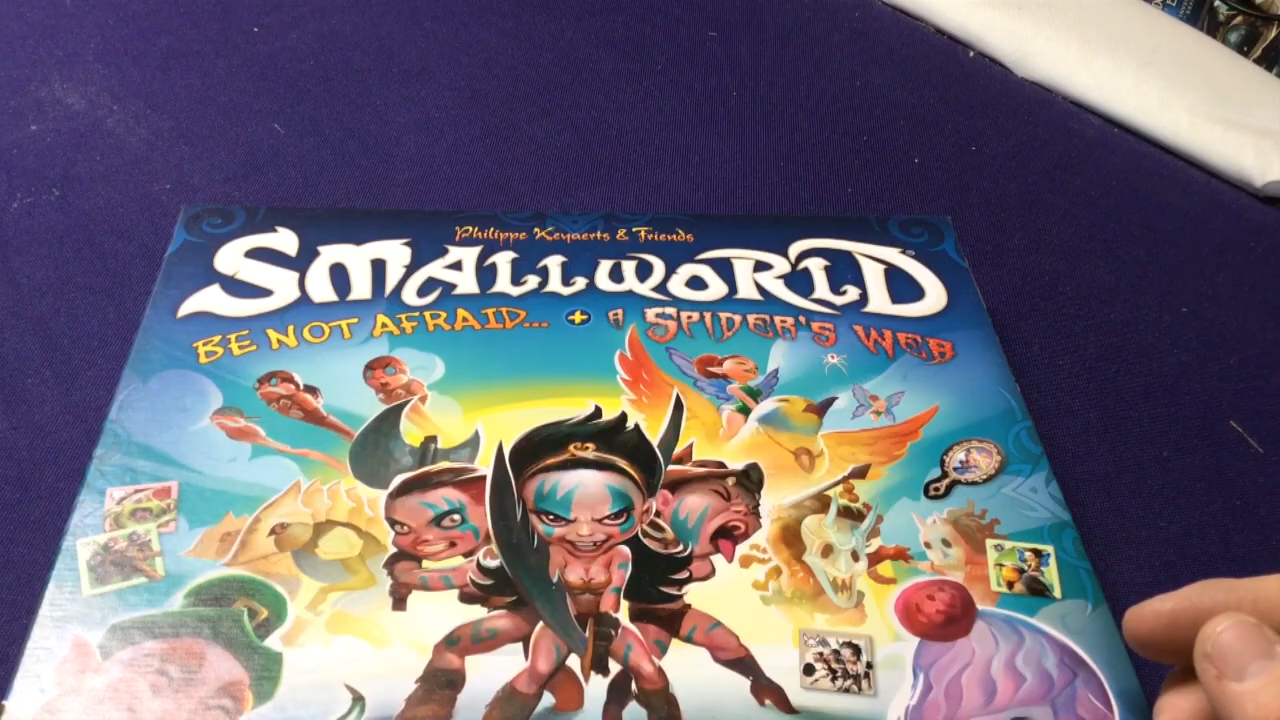 Philippe Keyaerts & Friends
SMALLWORLD®
BE NOT AFRAID... + A SPIDER'S WEB